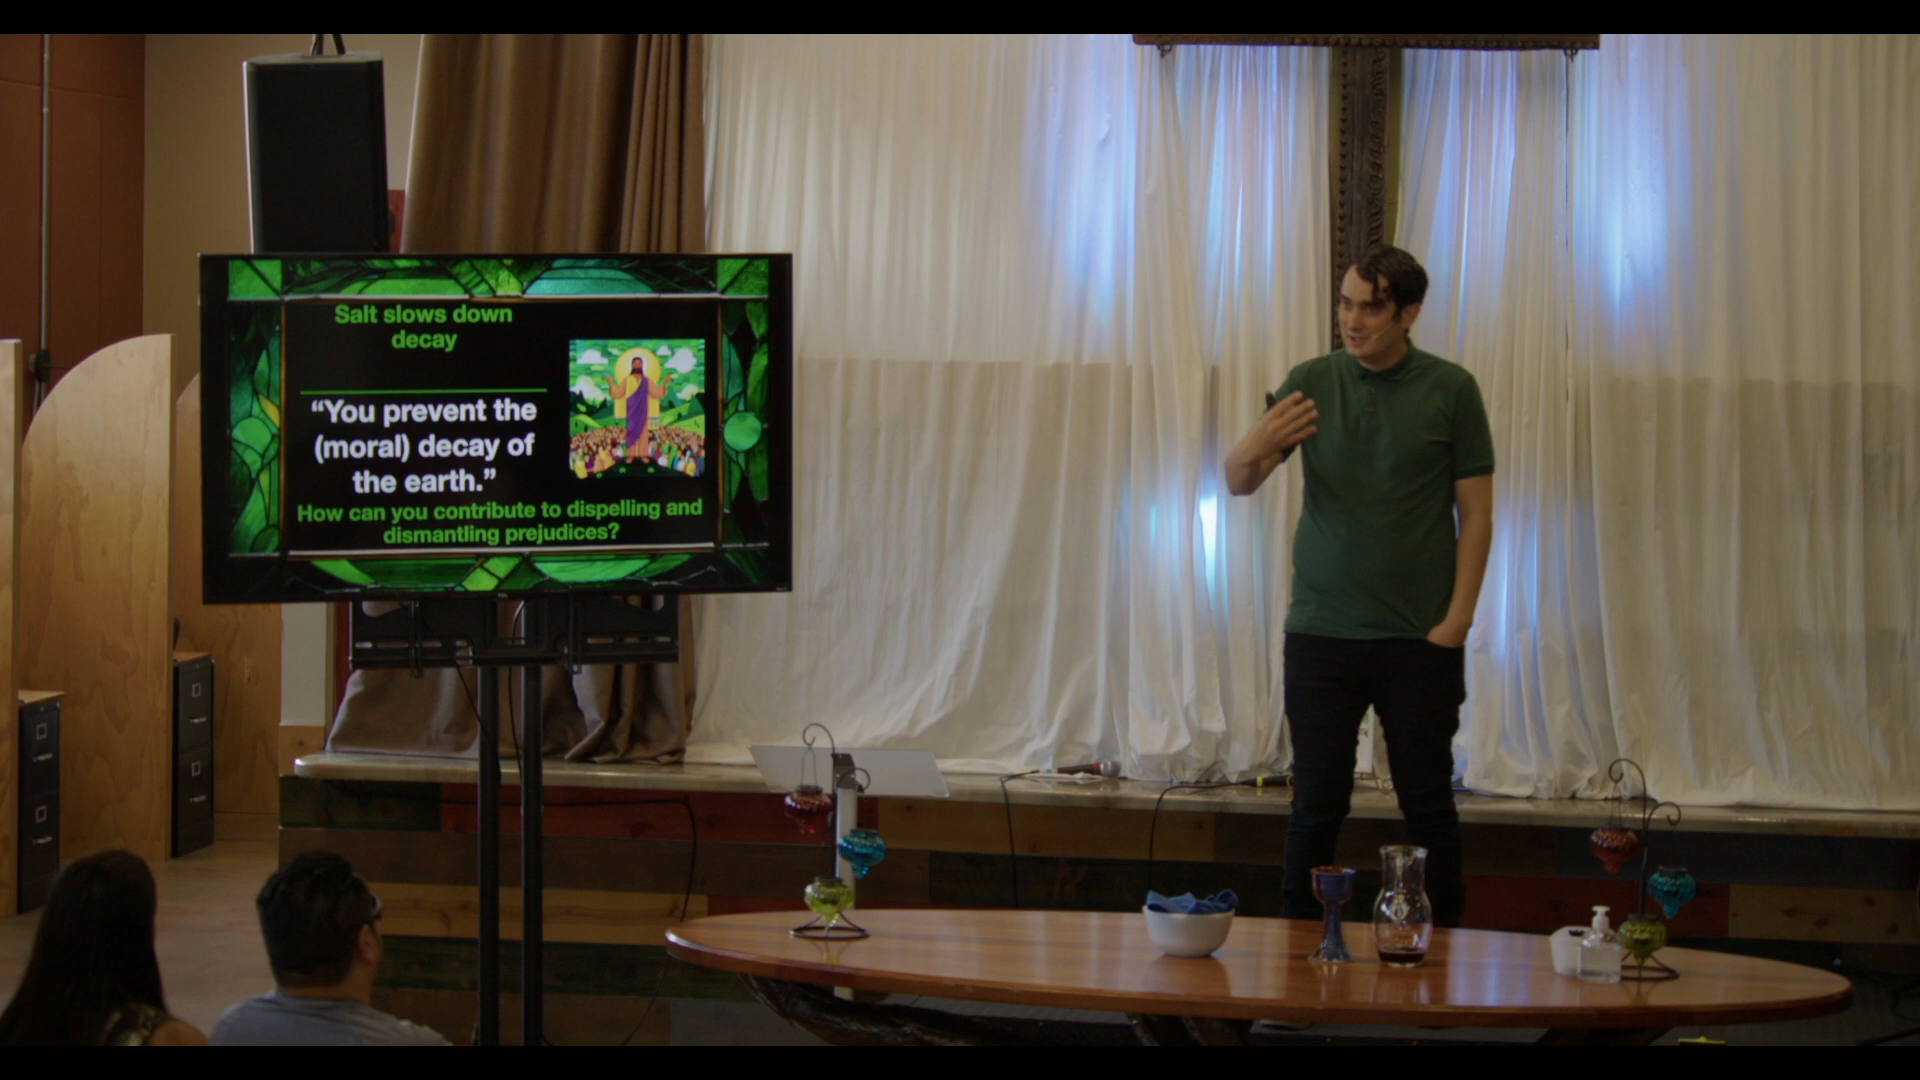 Salt slows down
decay
“You prevent the
(moral) decay of
the earth.”
How can you contribute to dispelling and
dismantling prejudices?